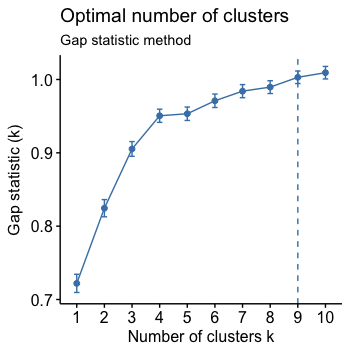 Optimal number of clusters
Gap statistic method
Gap statistic (k)
1.0
0.9
0.8
0.7
1 2 3 4 5 6 7 8 9 10
Number of clusters k